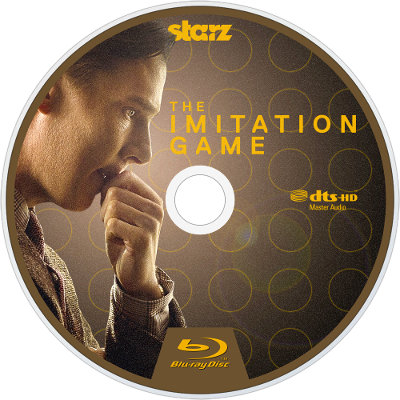 starz
THE
IMITATION
GAME
dts-HD
Master Audio
Blu-ray Disc